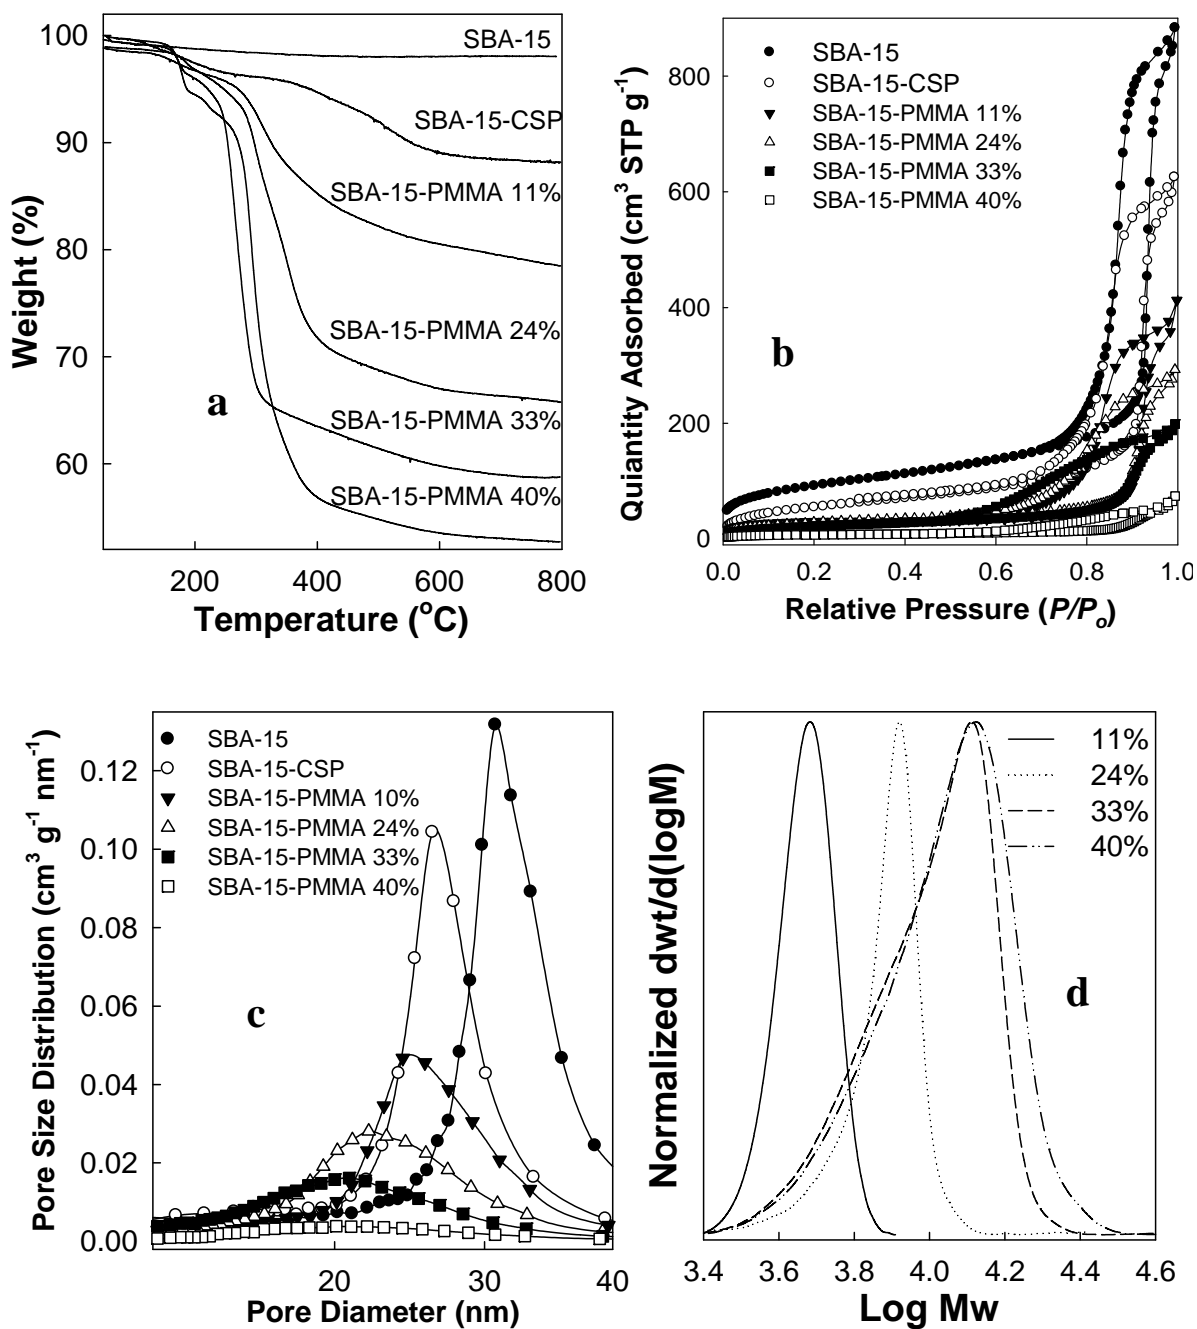 100
90
80
70
60
Weight (%)
SBA-15
SBA-15-CSP
SBA-15-PMMA 11%
SBA-15-PMMA 24%
SBA-15-PMMA 33%
SBA-15-PMMA 40%
a
200
400
600
800
Temperature (°C)
800
600
400
200
0
Quiantity Adsorbed (cm³ STP g⁻¹)
SBA-15
SBA-15-CSP
SBA-15-PMMA 11%
SBA-15-PMMA 24%
SBA-15-PMMA 33%
SBA-15-PMMA 40%
b
0.0
0.2
0.4
0.6
0.8
1.0
Relative Pressure (P/Pₒ)
0.12
0.10
0.08
0.06
0.04
0.02
0.00
Pore Size Distribution (cm³ g⁻¹ nm⁻¹)
SBA-15
SBA-15-CSP
SBA-15-PMMA 10%
SBA-15-PMMA 24%
SBA-15-PMMA 33%
SBA-15-PMMA 40%
c
20
30
40
Pore Diameter (nm)
Normalized dwt/d(logM)
11%
24%
33%
40%
d
3.4
3.6
3.8
4.0
4.2
4.4
4.6
Log Mw